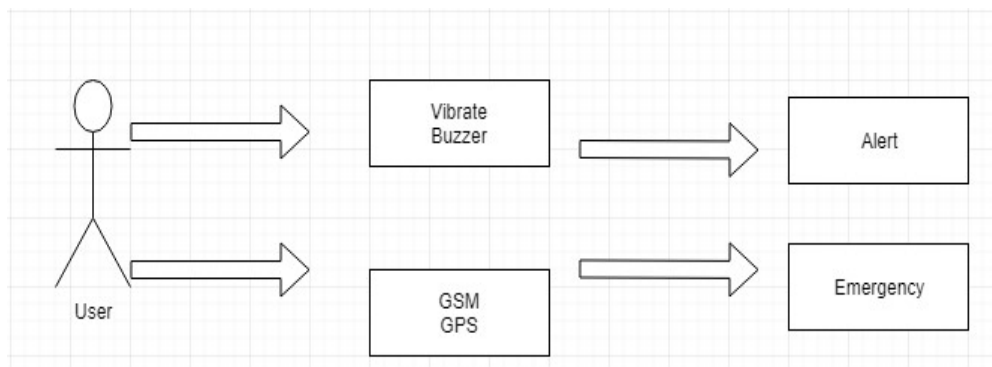 Vibrate
Buzzer
Alert
User
GSM
GPS
Emergency